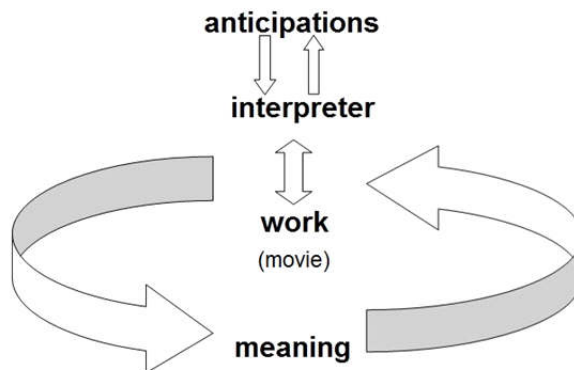 anticipations
interpreter
work
(movie)
meaning